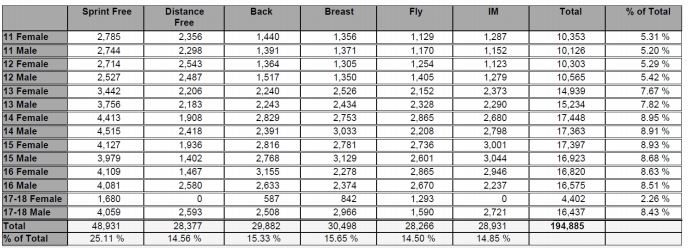 Sprint Free Distance Free Back Breast Fly IM Total % of Total
11 Female 2,785 2,356 1,440 1,356 1,129 1,287 10,353 5.31 %
11 Male 2,744 2,298 1,391 1,371 1,170 1,152 10,126 5.20 %
12 Female 2,714 2,543 1,364 1,305 1,254 1,123 10,303 5.29 %
12 Male 2,527 2,487 1,517 1,350 1,405 1,279 10,565 5.42 %
13 Female 3,442 2,206 2,240 2,526 2,152 2,373 14,939 7.67 %
13 Male 3,756 2,183 2,243 2,434 2,328 2,290 15,234 7.82 %
14 Female 4,413 1,908 2,829 2,753 2,865 2,680 17,448 8.95 %
14 Male 4,515 2,418 2,391 3,033 2,208 2,798 17,363 8.91 %
15 Female 4,127 1,936 2,816 2,781 2,736 3,001 17,397 8.93 %
15 Male 3,979 1,402 2,768 3,129 2,601 3,044 16,923 8.68 %
16 Female 4,109 1,467 3,155 2,278 2,865 2,946 16,820 8.63 %
16 Male 4,081 2,580 2,633 2,374 2,670 2,237 16,575 8.51 %
17-18 Female 1,680 0 587 842 1,293 0 4,402 2.26 %
17-18 Male 4,059 2,593 2,508 2,966 1,590 2,721 16,437 8.43 %
Total 48,931 28,377 29,882 30,498 28,266 28,931 194,885
% of Total 25.11 % 14.56 % 15.33 % 15.65 % 14.50 % 14.85 %